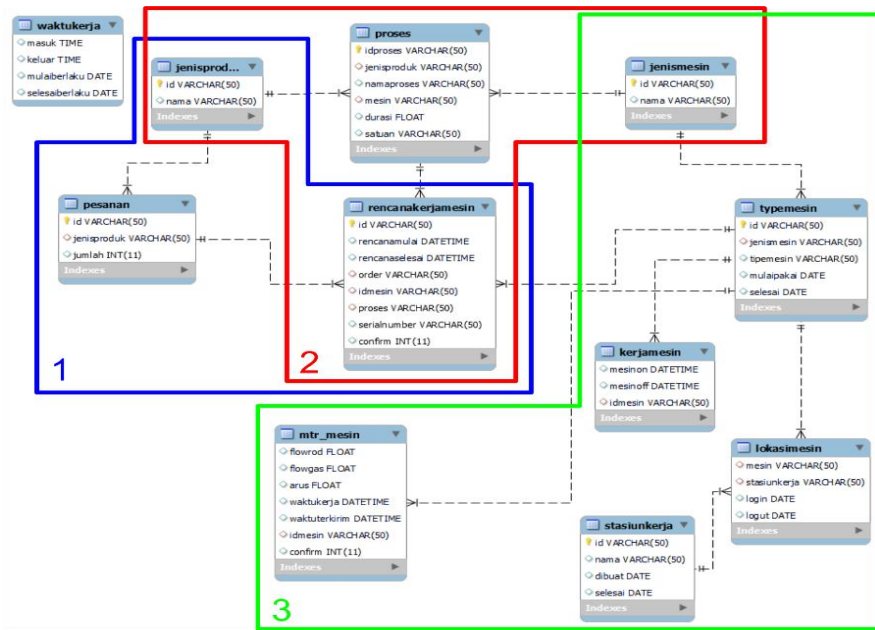 waktukerja
masuk TIME
keluar TIME
mulaiberlaku DATE
selesaiberlaku DATE
jenisprod...
id VARCHAR(50)
nama VARCHAR(50)
Indexes
proses
idproses VARCHAR(50)
jenisproduk VARCHAR(50)
namaproses VARCHAR(50)
mesin VARCHAR(50)
durasi FLOAT
satuan VARCHAR(50)
Indexes
jenismesin
id VARCHAR(50)
nama VARCHAR(50)
Indexes
pesanan
id VARCHAR(50)
jenisproduk VARCHAR(50)
jumlah INT(11)
Indexes
rencanakerjamesin
id VARCHAR(50)
rencanamulai DATETIME
rencanaselesai DATETIME
order VARCHAR(50)
idmesin VARCHAR(50)
proses VARCHAR(50)
serialnumber VARCHAR(50)
confirm INT(11)
Indexes
typemesin
id VARCHAR(50)
jenismesin VARCHAR(50)
tipemesin VARCHAR(50)
mulaipakai DATE
selesai DATE
Indexes
1
2
kerjamesin
mesinon DATETIME
mesinoff DATETIME
idmesin VARCHAR(50)
Indexes
mtr_mesin
flowrod FLOAT
flowgas FLOAT
arus FLOAT
waktukerja DATETIME
waktuterkirim DATETIME
idmesin VARCHAR(50)
confirm INT(11)
Indexes
lokasimesin
mesin VARCHAR(50)
stasiunkerja VARCHAR(50)
login DATE
logut DATE
Indexes
stasiunkerja
id VARCHAR(50)
nama VARCHAR(50)
dibuat DATE
selesai DATE
Indexes
3